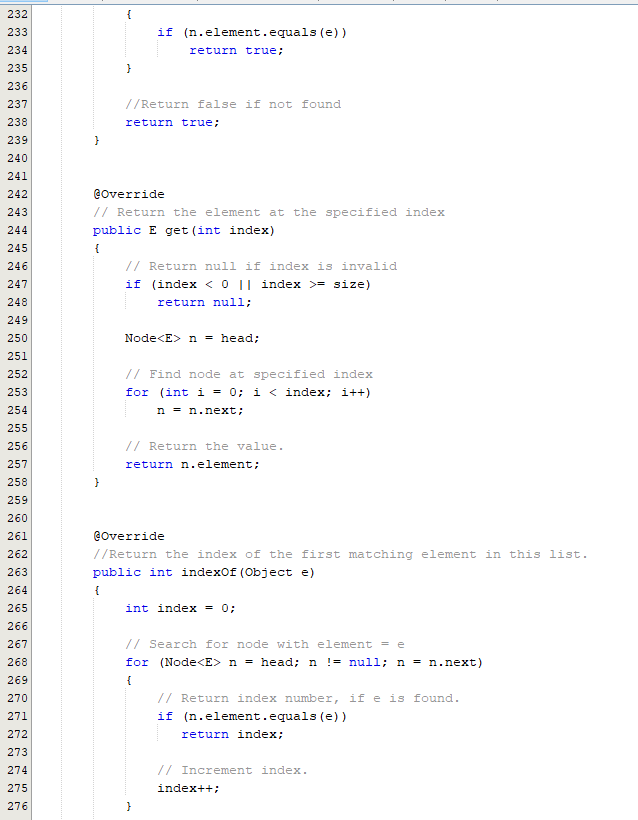 232 {
233 if (n.element.equals(e))
234 return true;
235 }
236
237 //Return false if not found
238 return true;
239 }
240
241
242 @Override
243 // Return the element at the specified index
244 public E get(int index)
245 {
246 // Return null if index is invalid
247 if (index < 0 || index >= size)
248 return null;
249
250 Node<E> n = head;
251
252 // Find node at specified index
253 for (int i = 0; i < index; i++)
254 n = n.next;
255
256 // Return the value.
257 return n.element;
258 }
259
260
261 @Override
262 //Return the index of the first matching element in this list.
263 public int indexOf(Object e)
264 {
265 int index = 0;
266
267 // Search for node with element = e
268 for (Node<E> n = head; n != null; n = n.next)
269 {
270 // Return index number, if e is found.
271 if (n.element.equals(e))
272 return index;
273
274 // Increment index.
275 index++;
276 }